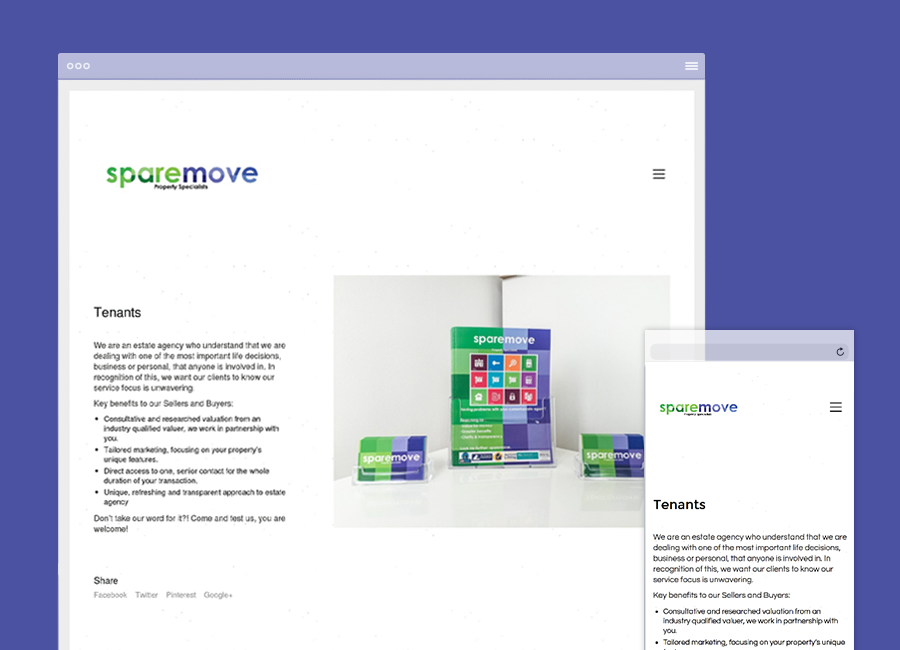 sparemove
Property Specialists
Tenants
We are an estate agency who understand that we are
dealing with one of the most important life decisions,
business or personal, that anyone is involved in. In
recognition of this, we want our clients to know our
service focus is unwavering.
Key benefits to our Sellers and Buyers:
• Consultative and researched valuation from an
industry qualified valuer, we work in partnership with
you.
• Tailored marketing, focusing on your property's
unique features.
• Direct access to one, senior contact for the whole
duration of your transaction.
• Unique, refreshing and transparent approach to estate
agency
Don't take our word for it?! Come and test us, you are
welcome!
Share
Facebook Twitter Pinterest Google+
sparemove
sparemove
sparemove
sparemove
Property Specialists
Tenants
We are an estate agency who understand that we are
dealing with one of the most important life decisions,
business or personal, that anyone is involved in. In
recognition of this, we want our clients to know our
service focus is unwavering.
Key benefits to our Sellers and Buyers:
• Consultative and researched valuation from an
industry qualified valuer, we work in partnership with
you.
• Tailored marketing, focusing on your property's unique